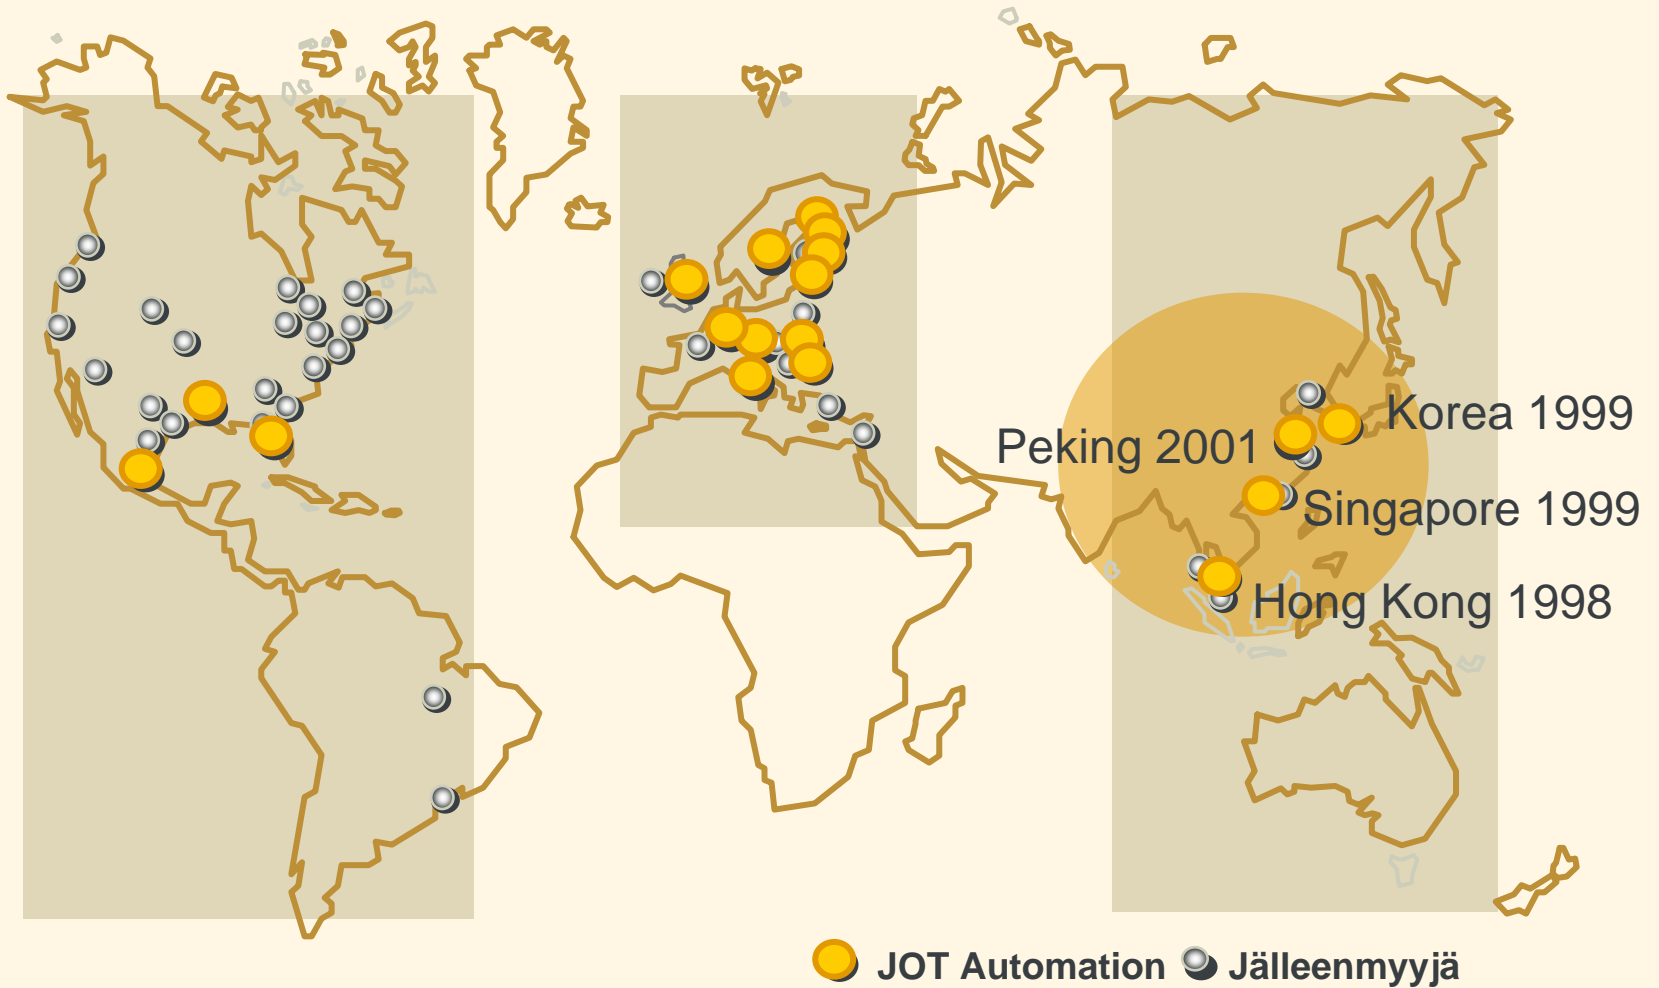 Korea 1999
Peking 2001
Singapore 1999
Hong Kong 1998
JOT Automation
Jälleenmyyjä